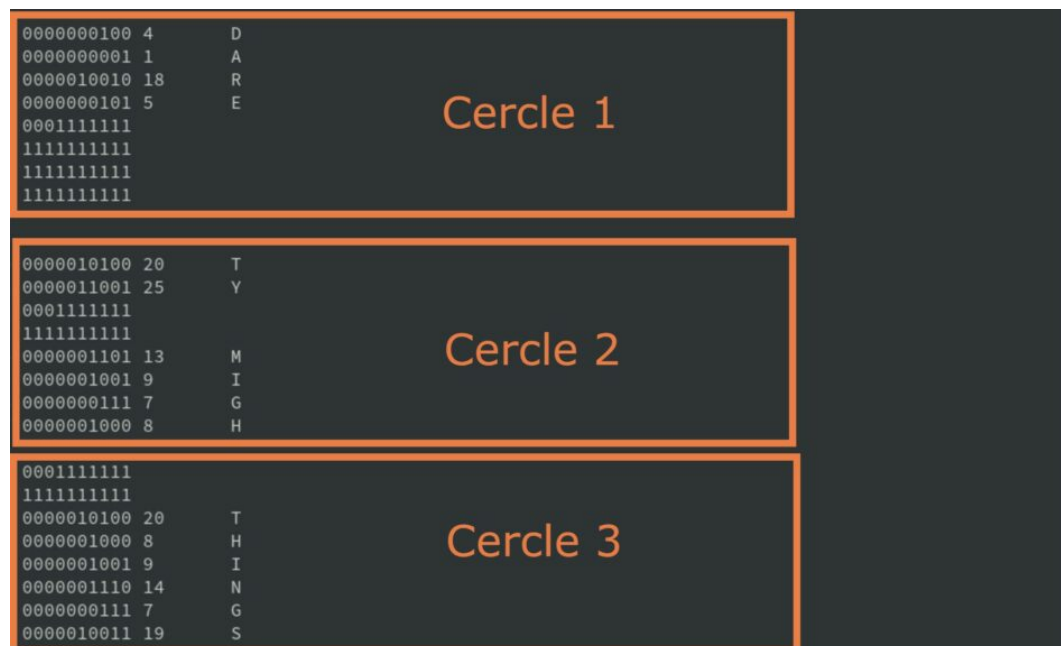 0000000100 4 D
0000000001 1 A
0000010010 18 R
0000000101 5 E
Cercle 1
0001111111
1111111111
1111111111
1111111111
0000010100 20 T
0000011001 25 Y
0001111111
1111111111
Cercle 2
0000001101 13 M
0000001001 9 I
0000000111 7 G
0000001000 8 H
0001111111
1111111111
0000010100 20 T
0000001000 8 H
Cercle 3
0000001001 9 I
0000001110 14 N
0000000111 7 G
0000010011 19 S